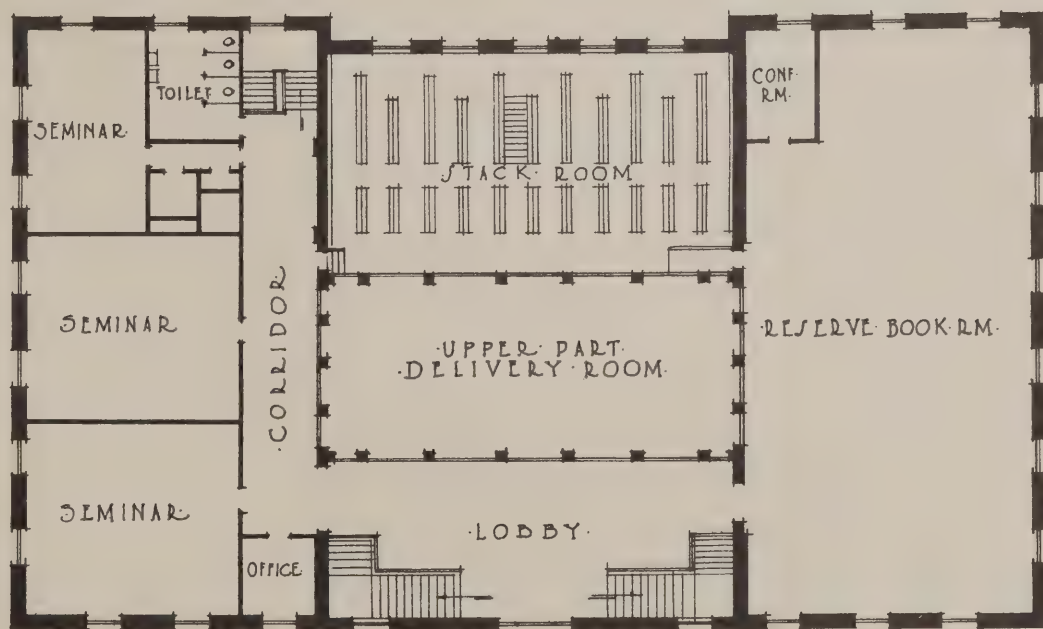 SEMINAR
TOILET
CONF.
RM.
·STACK·ROOM
SEMINAR
·CORRIDOR
·UPPER·PART·
·DELIVERY·ROOM·
·RESERVE·BOOK·RM.·
SEMINAR
·LOBBY·
OFFICE